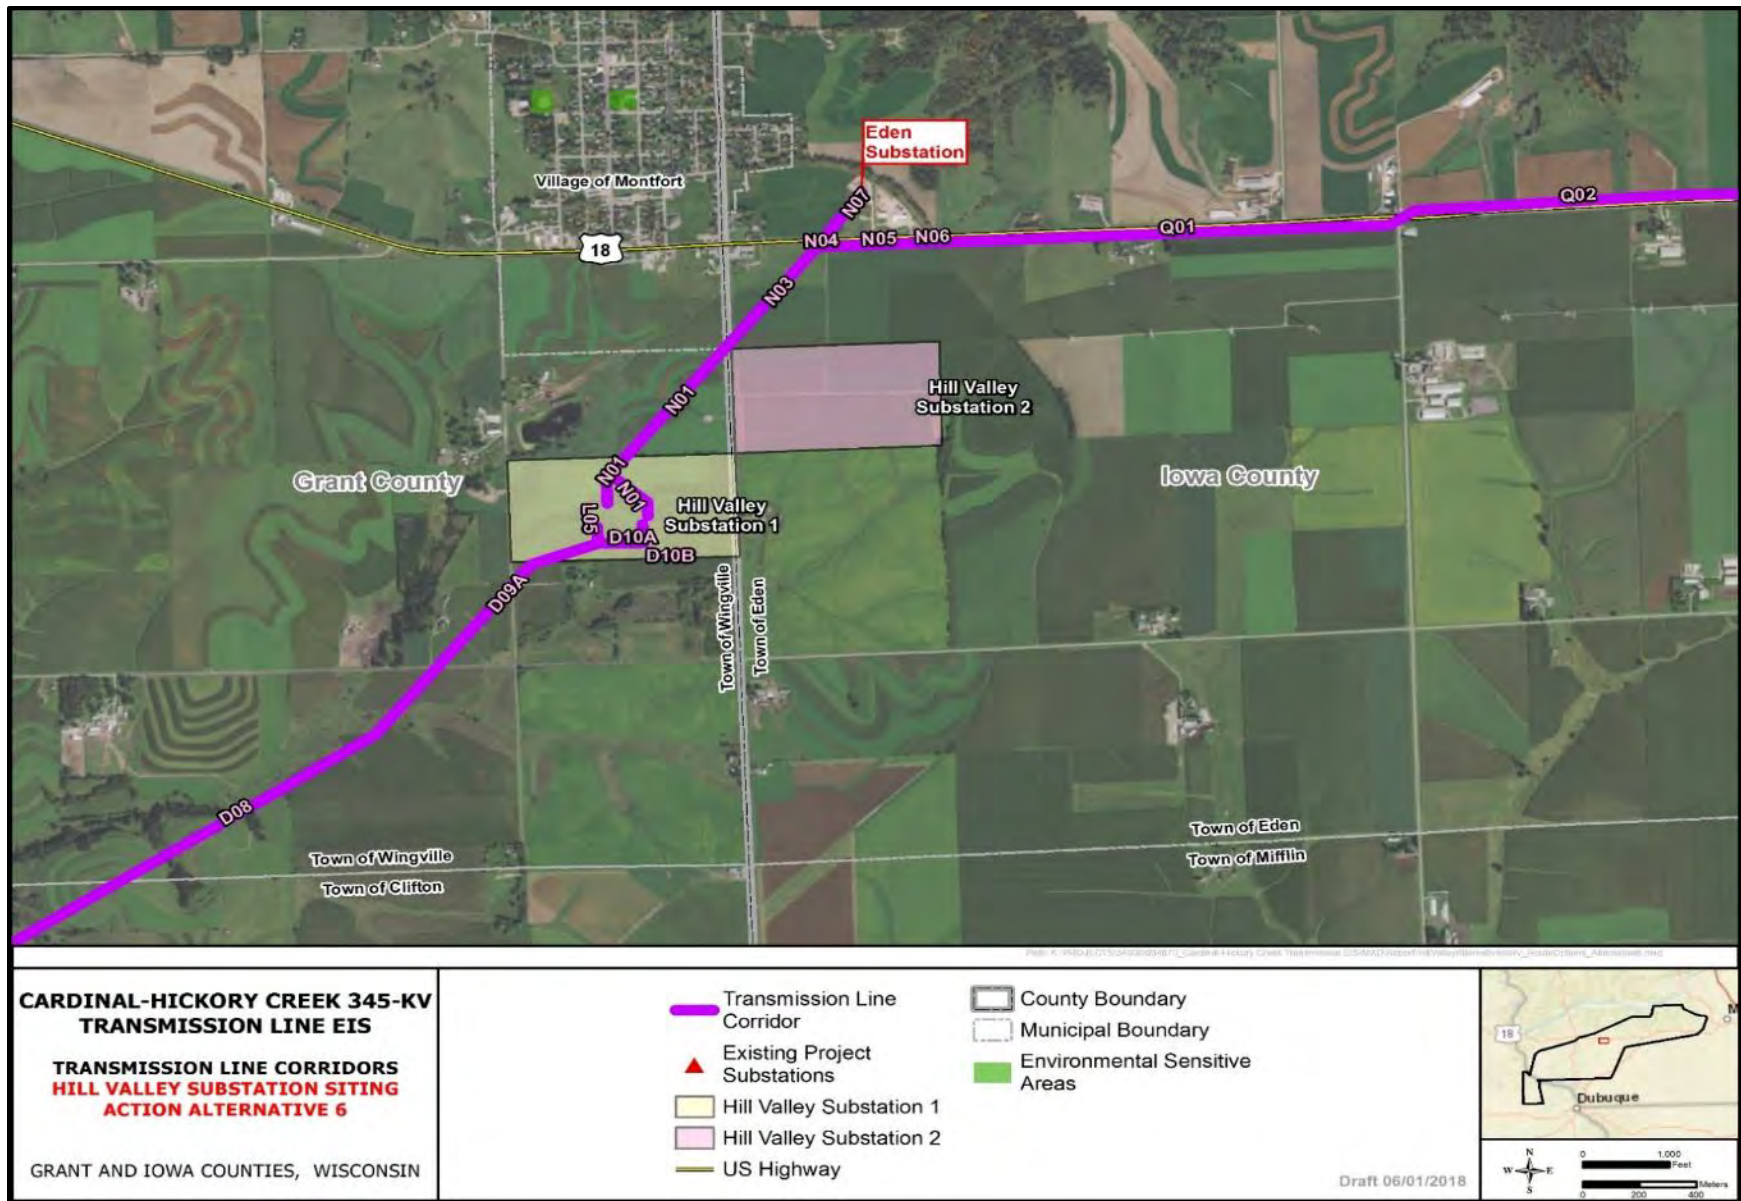 Eden
Substation
Village of Montfort
N07
Q02
18
N04
N05
N06
Q01
N03
Hill Valley
Substation 2
N01
Grant County
Iowa County
N01
N01
L05
Hill Valley
Substation 1
D10A
D10B
D09A
Town of Wingville
Town of Eden
D08
Town of Eden
Town of Mifflin
Town of Wingville
Town of Clifton
CARDINAL-HICKORY CREEK 345-KV
TRANSMISSION LINE EIS
TRANSMISSION LINE CORRIDORS
HILL VALLEY SUBSTATION SITING
ACTION ALTERNATIVE 6
GRANT AND IOWA COUNTIES, WISCONSIN
Transmission Line
Corridor
Existing Project
Substations
Hill Valley Substation 1
Hill Valley Substation 2
US Highway
County Boundary
Municipal Boundary
Environmental Sensitive
Areas
Draft 06/01/2018
18
M
Dubuque
N
W E
S
0 1,000
Feet
Meters
0 200 400